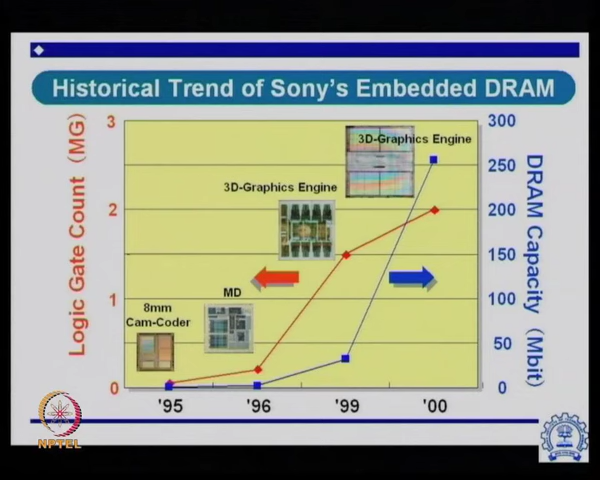 Historical Trend of Sony's Embedded DRAM
Logic Gate Count (MG)
3
2
1
0
3D-Graphics Engine
3D-Graphics Engine
MD
8mm
Cam-Coder
300
250
200
150
100
50
0
DRAM Capacity (Mbit)
'95
'96
'99
'00
NPTEL